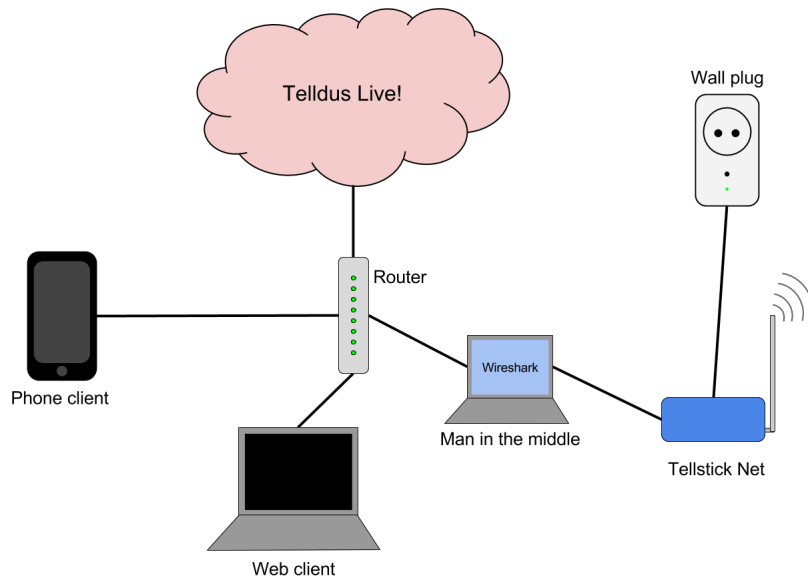 Telldus Live!
Wall plug
Router
Wireshark
Phone client
Man in the middle
Tellstick Net
Web client